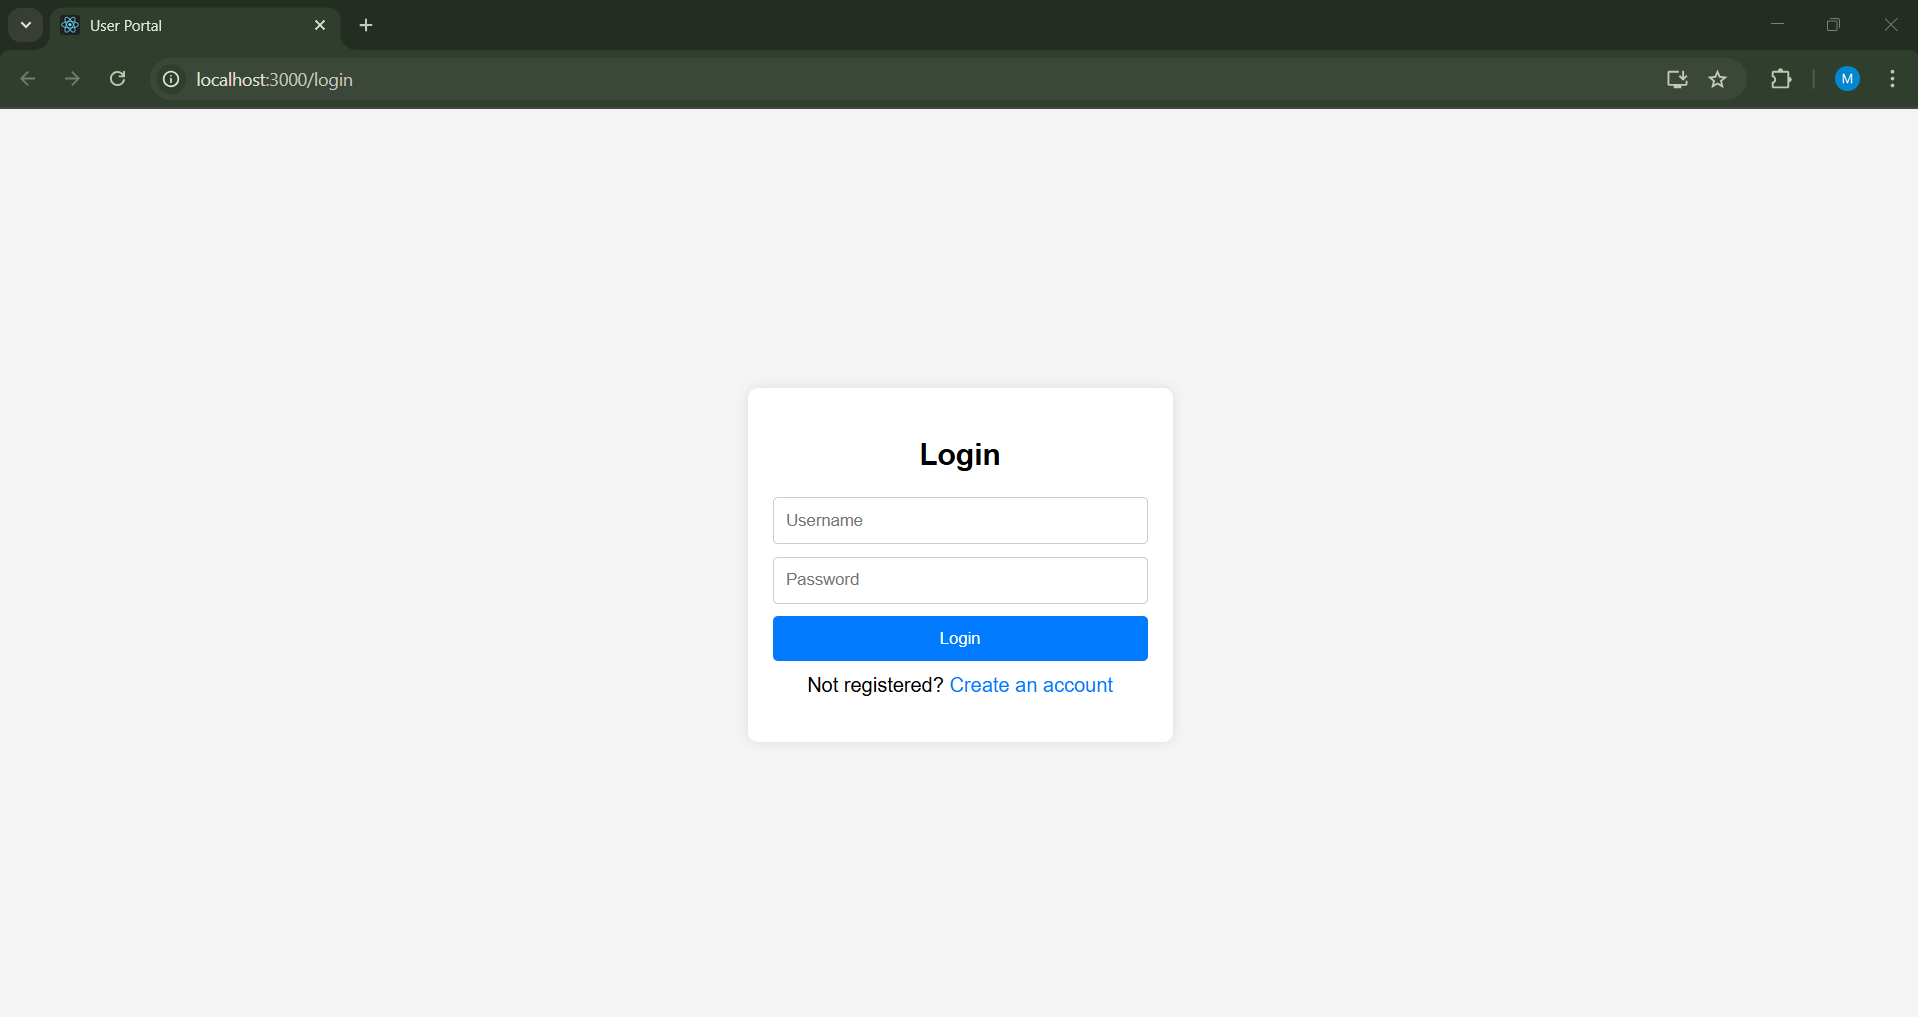 User Portal
localhost:3000/login
M
Login
Username
Password
Login
Not registered? Create an account